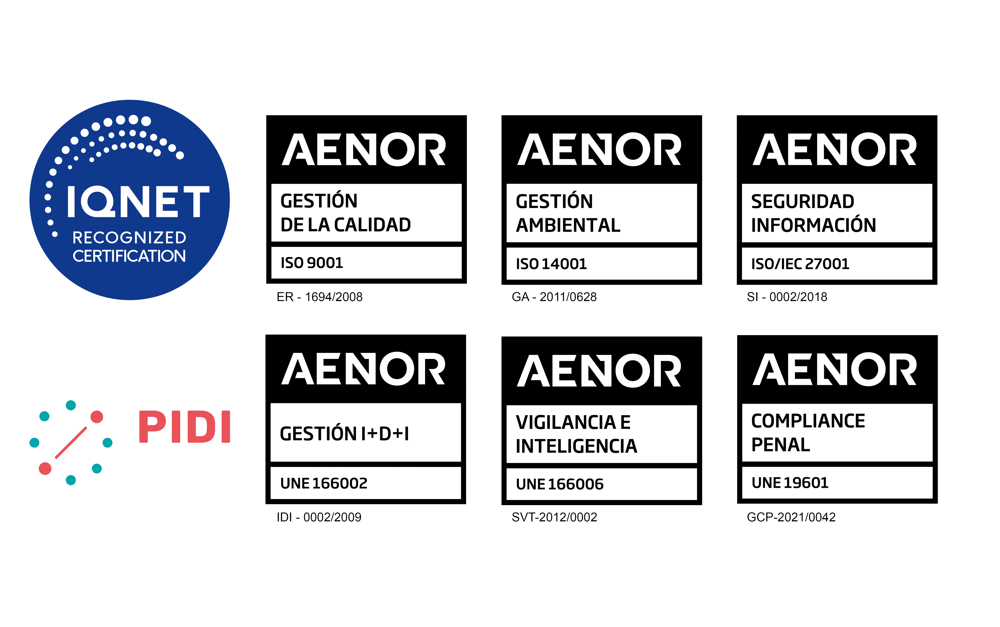 IQNET
RECOGNIZED
CERTIFICATION
AENOR
GESTIÓN
DE LA CALIDAD
ISO 9001
ER - 1694/2008
AENOR
GESTIÓN
AMBIENTAL
ISO 14001
GA - 2011/0628
AENOR
SEGURIDAD
INFORMACIÓN
ISO/IEC 27001
SI - 0002/2018
PIDI
AENOR
GESTIÓN I+D+I
UNE 166002
IDI - 0002/2009
AENOR
VIGILANCIA E
INTELIGENCIA
UNE 166006
SVT-2012/0002
AENOR
COMPLIANCE
PENAL
UNE 19601
GCP-2021/0042